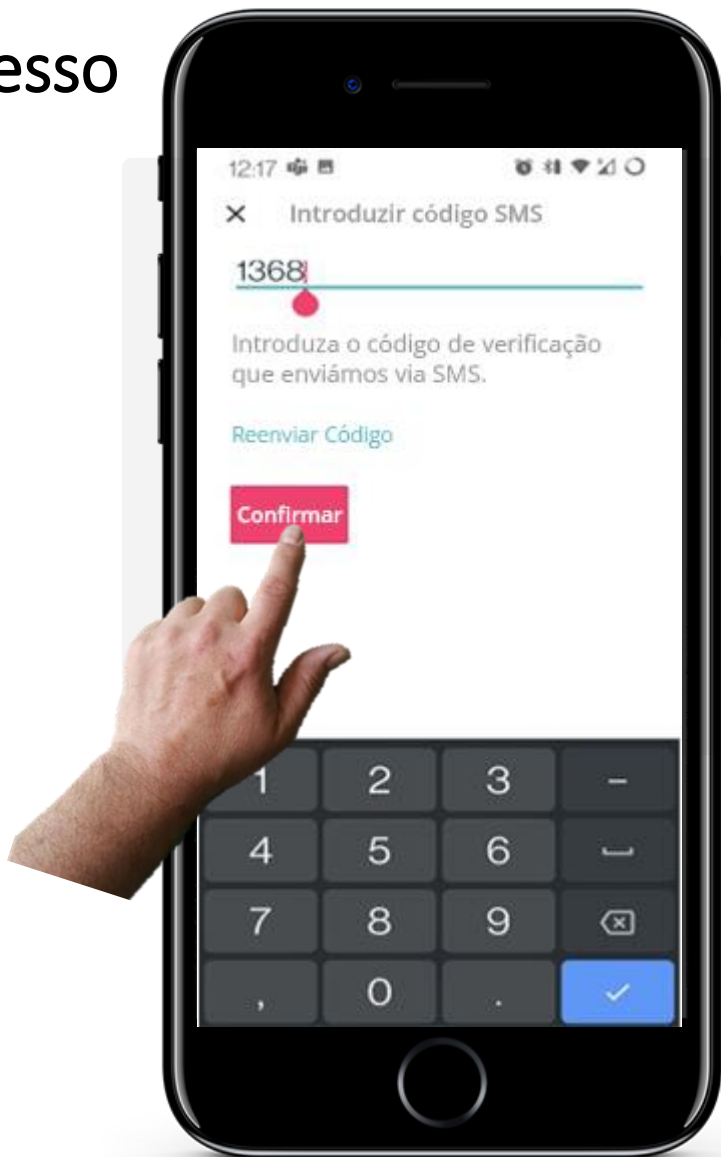 esso
12:17
× Introduzir código SMS
1368
Introduza o código de verificação
que enviámos via SMS.
Reenviar Código
Confirmar
1 2 3 –
4 5 6
7 8 9
, 0 .